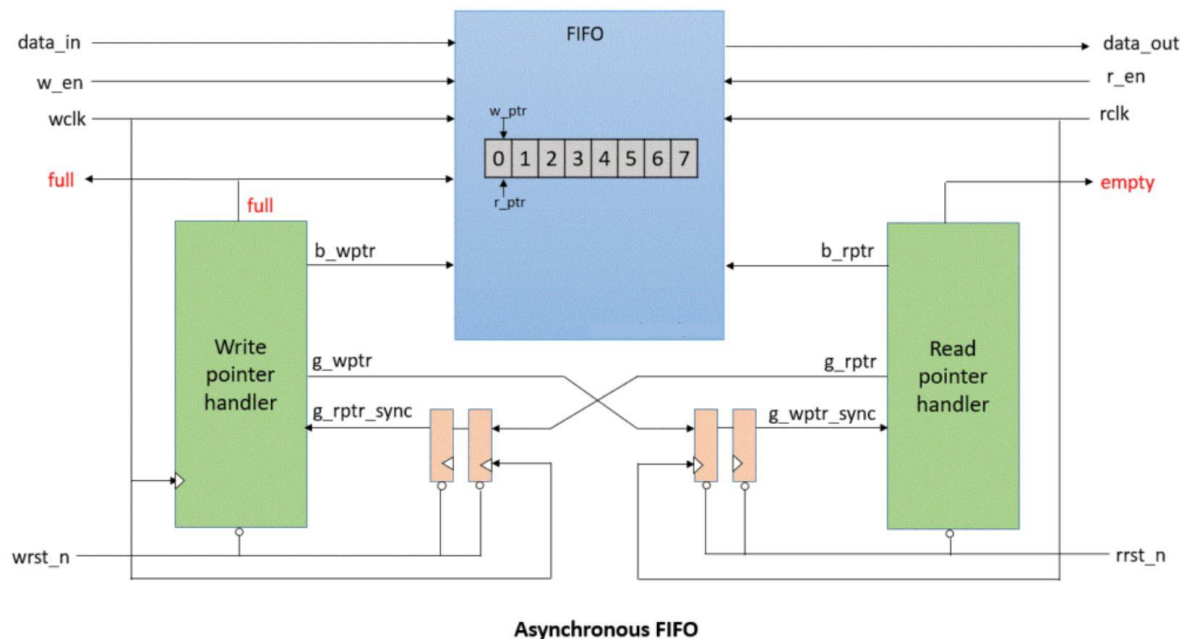 FIFO
data_in
data_out
w_en
r_en
wclk
rclk
w_ptr
0 1 2 3 4 5 6 7
r_ptr
full
full
empty
b_wptr
b_rptr
Write
pointer
handler
Read
pointer
handler
g_wptr
g_rptr
g_rptr_sync
g_wptr_sync
wrst_n
rrst_n
Asynchronous FIFO